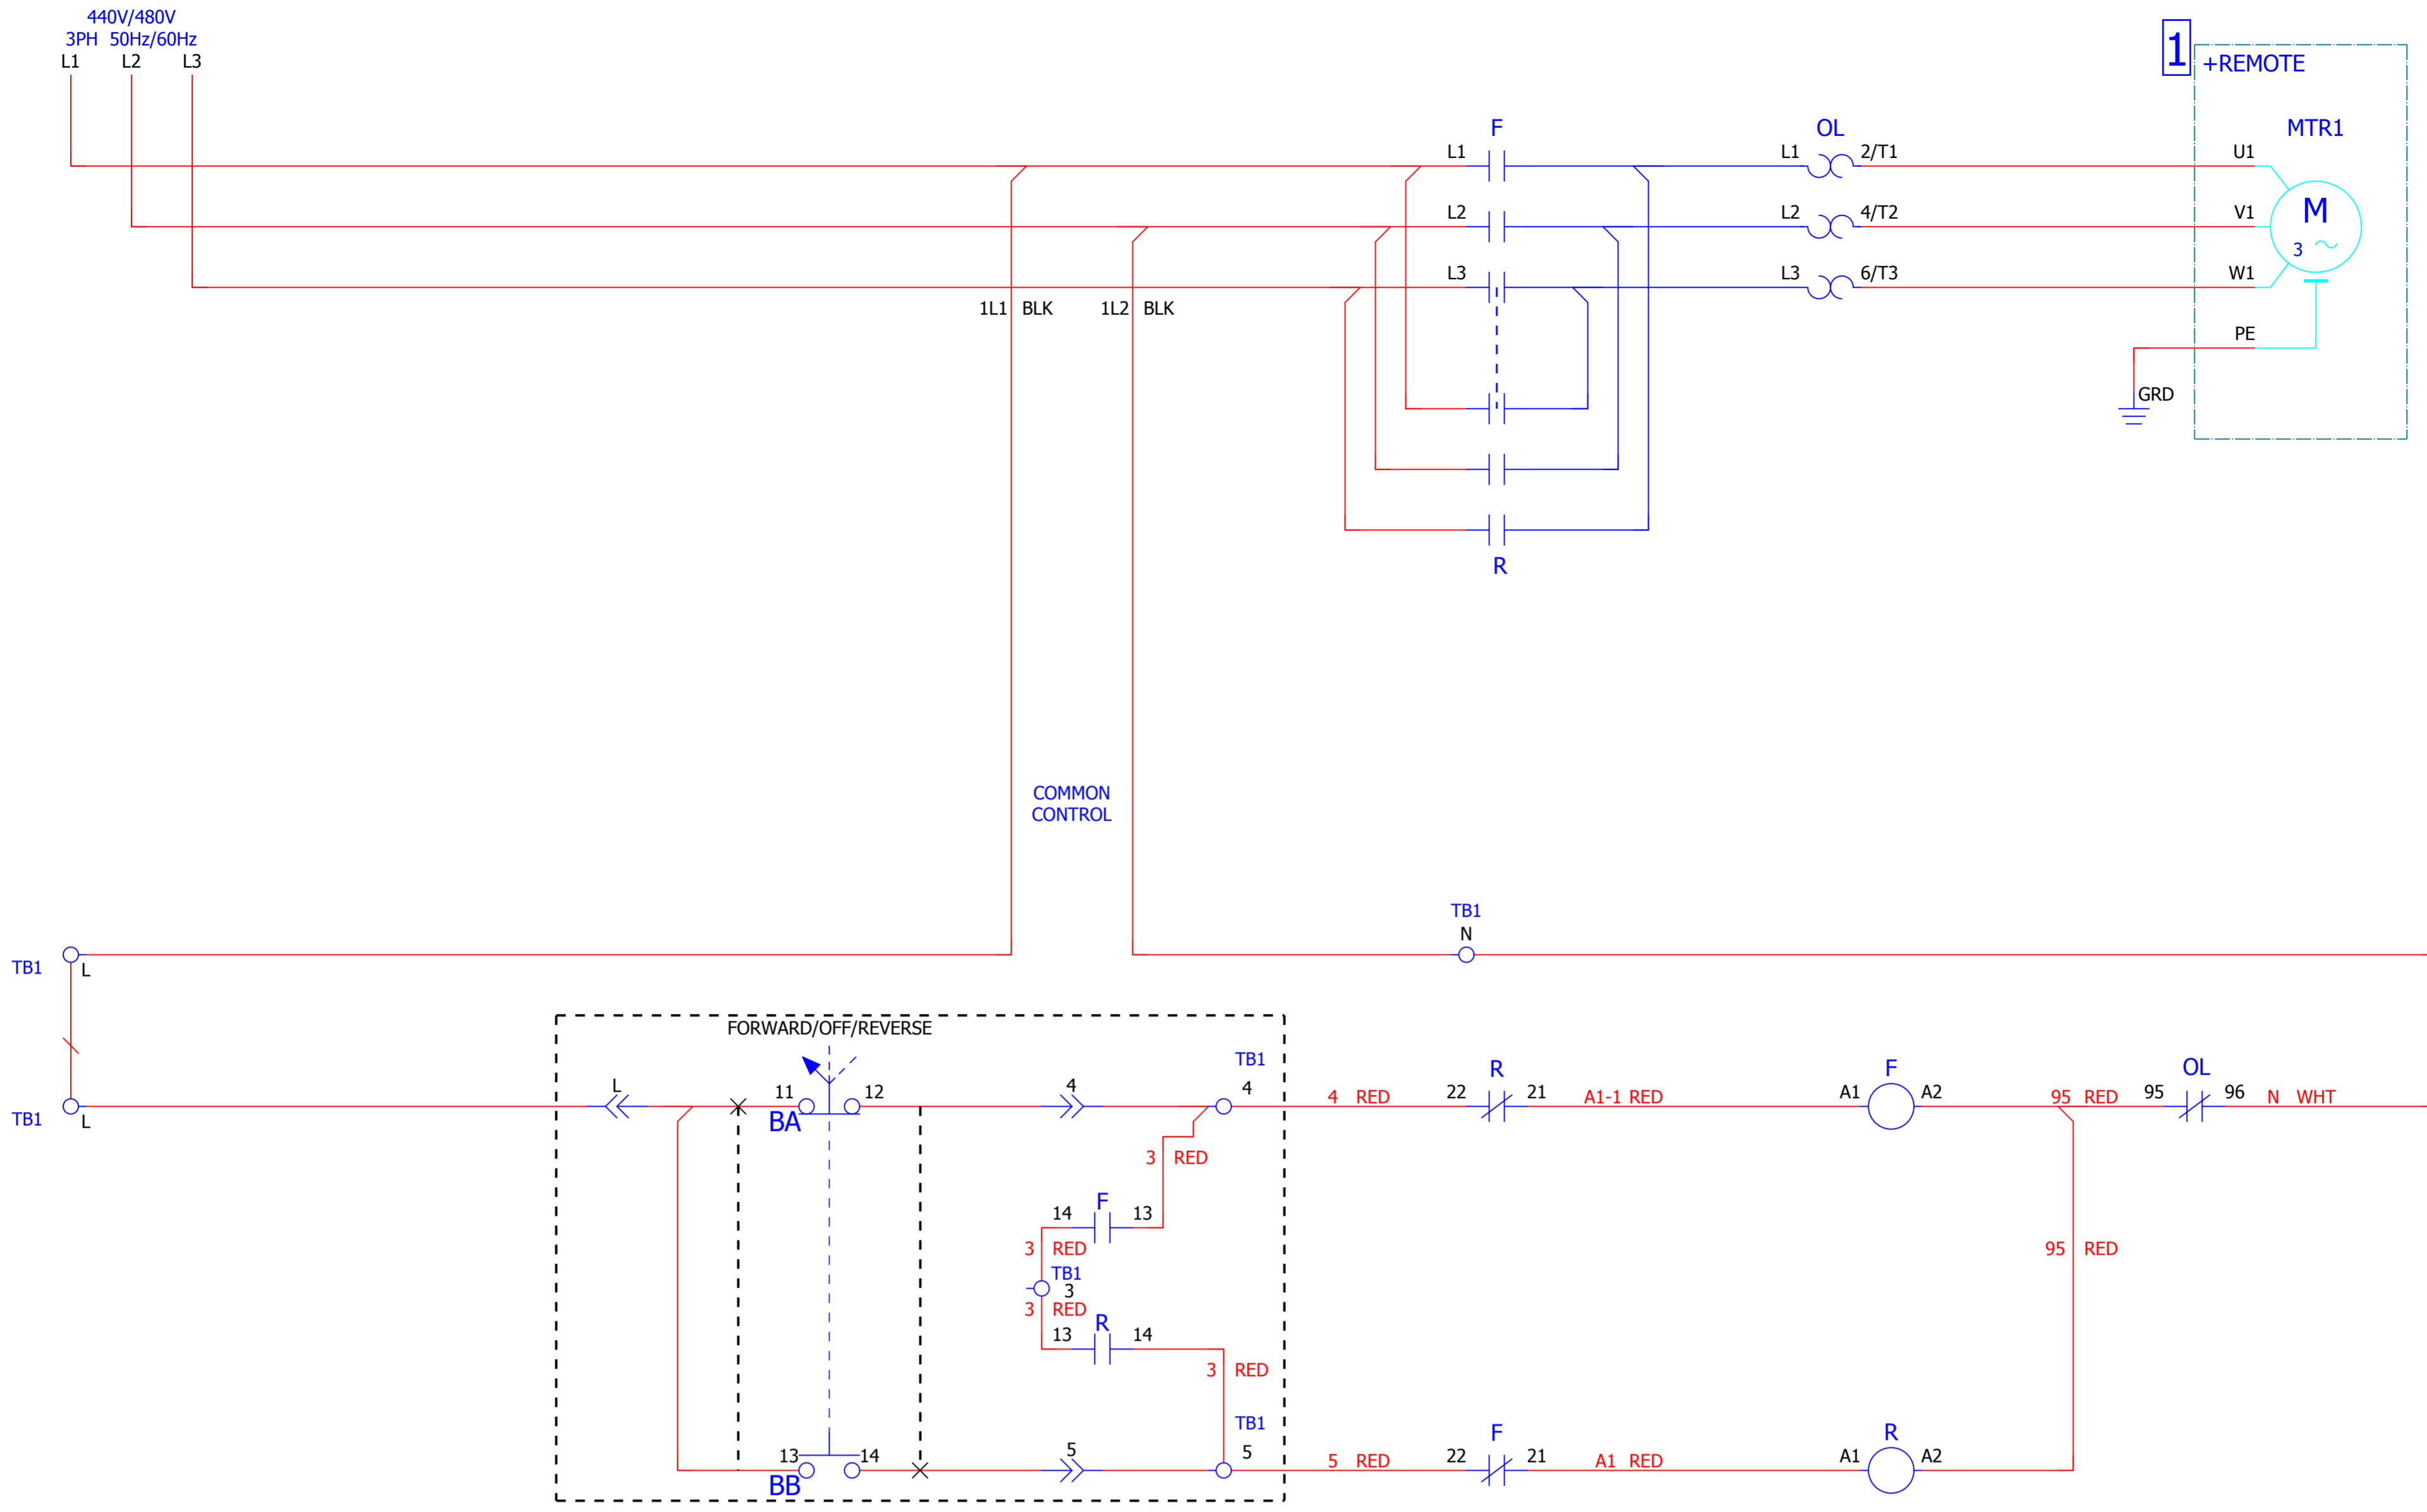 440V/480V
3PH 50Hz/60Hz
L1 L2 L3
1
+REMOTE
F OL MTR1
L1 L1 2/T1 U1
M
L2 L2 4/T2 V1
3
L3 L3 6/T3 W1
1L1 BLK 1L2 BLK
PE
GRD
R
COMMON
CONTROL
TB1
N
TB1 L
FORWARD/OFF/REVERSE
TB1 R F OL
L 11 12 4 4 4 RED 22 21 A1-1 RED A1 A2 95 RED 95 96 N WHT
TB1 L BA
3 RED
F
14 13
3 RED 95 RED
TB1
3
3 RED
R
13 14
3 RED
TB1 F R
13 14 5 5 5 RED 22 21 A1 RED A1 A2
BB